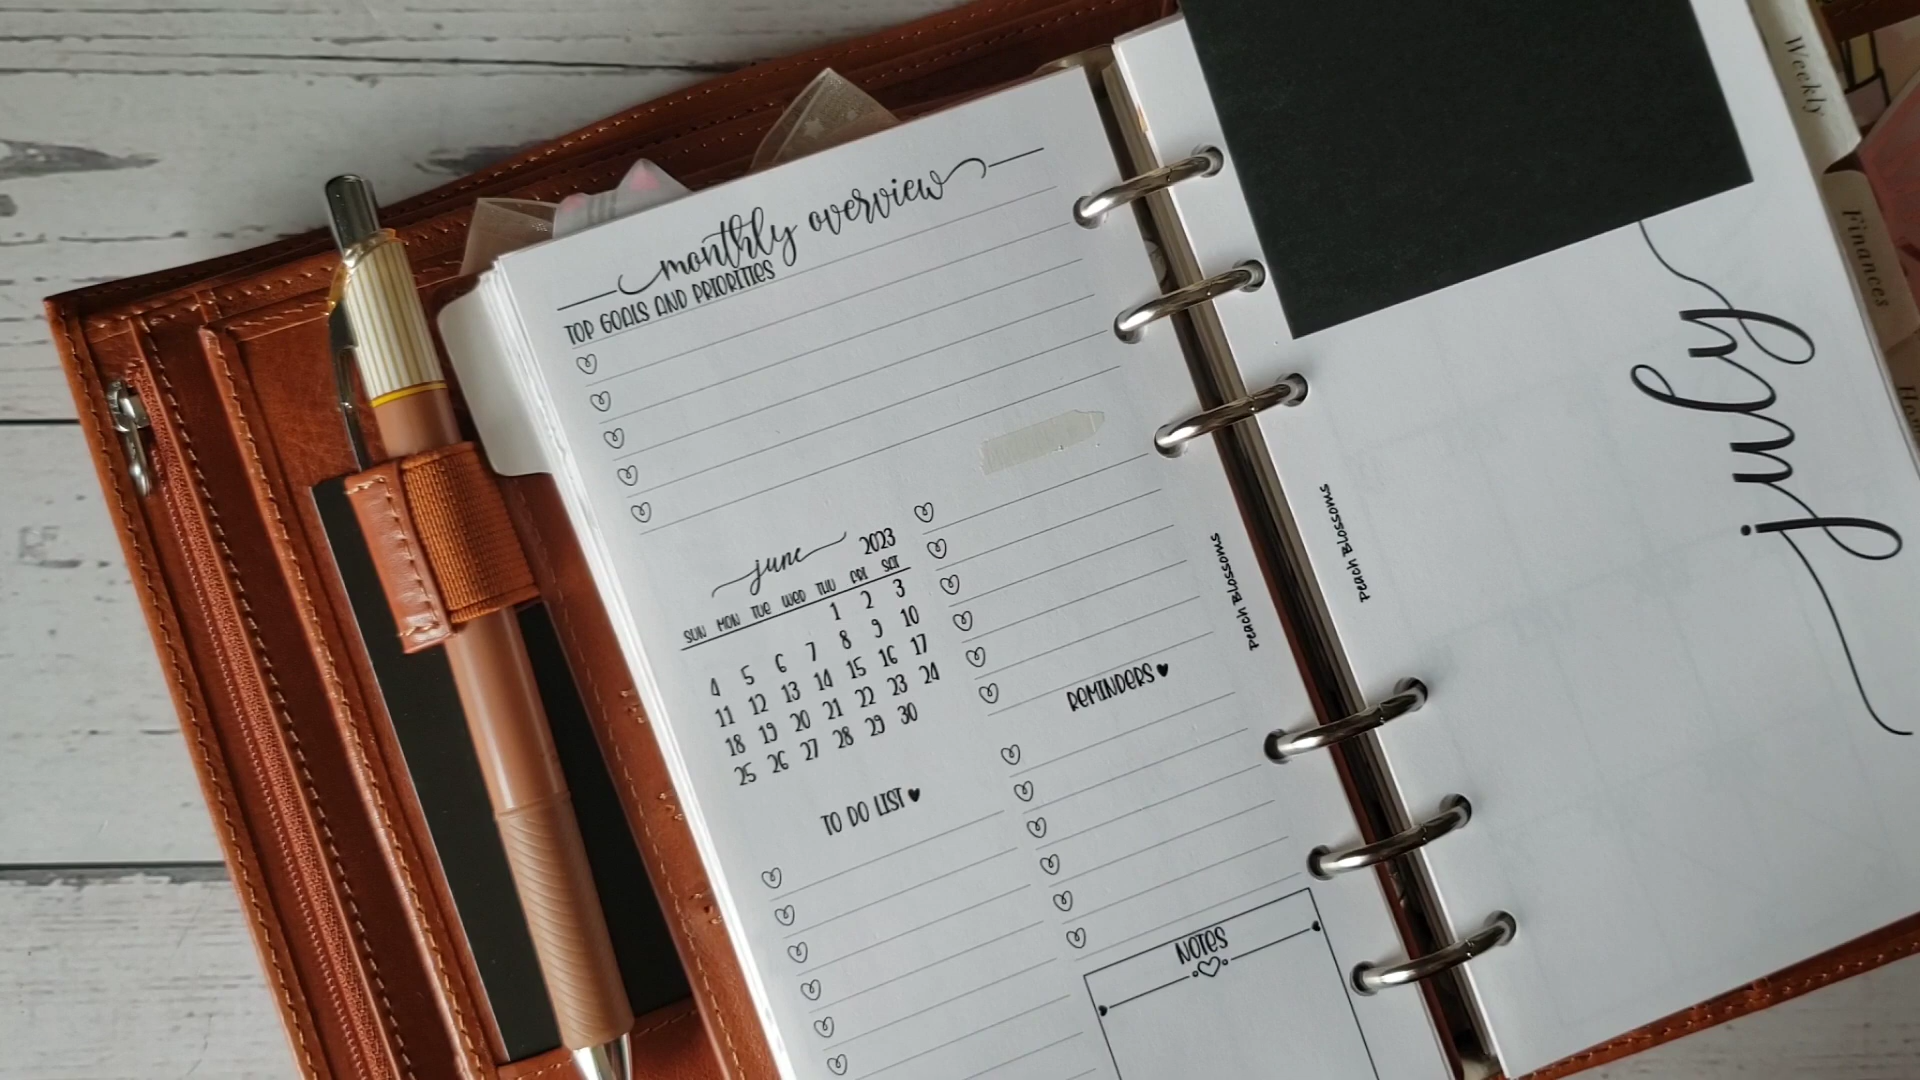 monthly overview
TOP GOALS AND PRIORITIES
june 2023
SUN MON TUE WED THU FRI SAT
1 2 3
4 5 6 7 8 9 10
11 12 13 14 15 16 17
18 19 20 21 22 23 24
25 26 27 28 29 30
TO DO LIST
REMINDERS
NOTES
Peach Blossoms
Peach Blossoms
july
Weekly
Finances